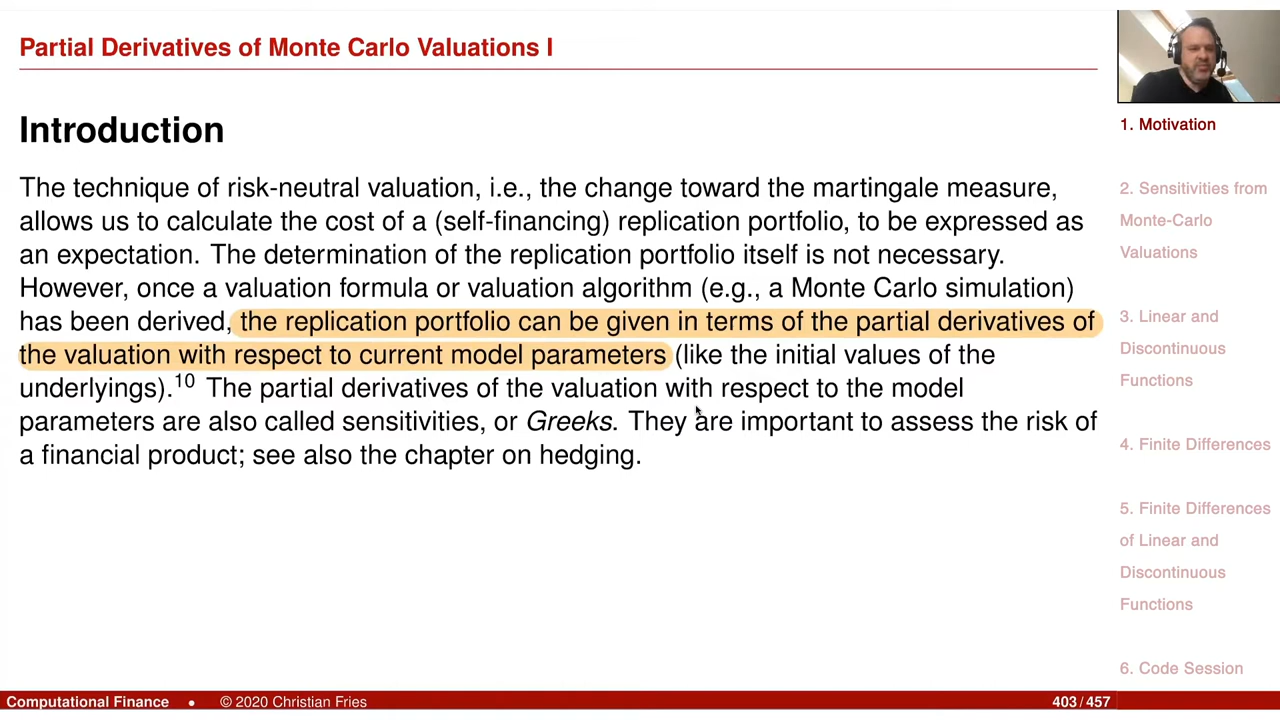 Partial Derivatives of Monte Carlo Valuations I
Introduction
The technique of risk-neutral valuation, i.e., the change toward the martingale measure,
allows us to calculate the cost of a (self-financing) replication portfolio, to be expressed as
an expectation. The determination of the replication portfolio itself is not necessary.
However, once a valuation formula or valuation algorithm (e.g., a Monte Carlo simulation)
has been derived, the replication portfolio can be given in terms of the partial derivatives of
the valuation with respect to current model parameters (like the initial values of the
underlyings).10 The partial derivatives of the valuation with respect to the model
parameters are also called sensitivities, or Greeks. They are important to assess the risk of
a financial product; see also the chapter on hedging.
1. Motivation
2. Sensitivities from
Monte-Carlo
Valuations
3. Linear and
Discontinuous
Functions
4. Finite Differences
5. Finite Differences
of Linear and
Discontinuous
Functions
6. Code Session
Computational Finance • © 2020 Christian Fries 403 / 457